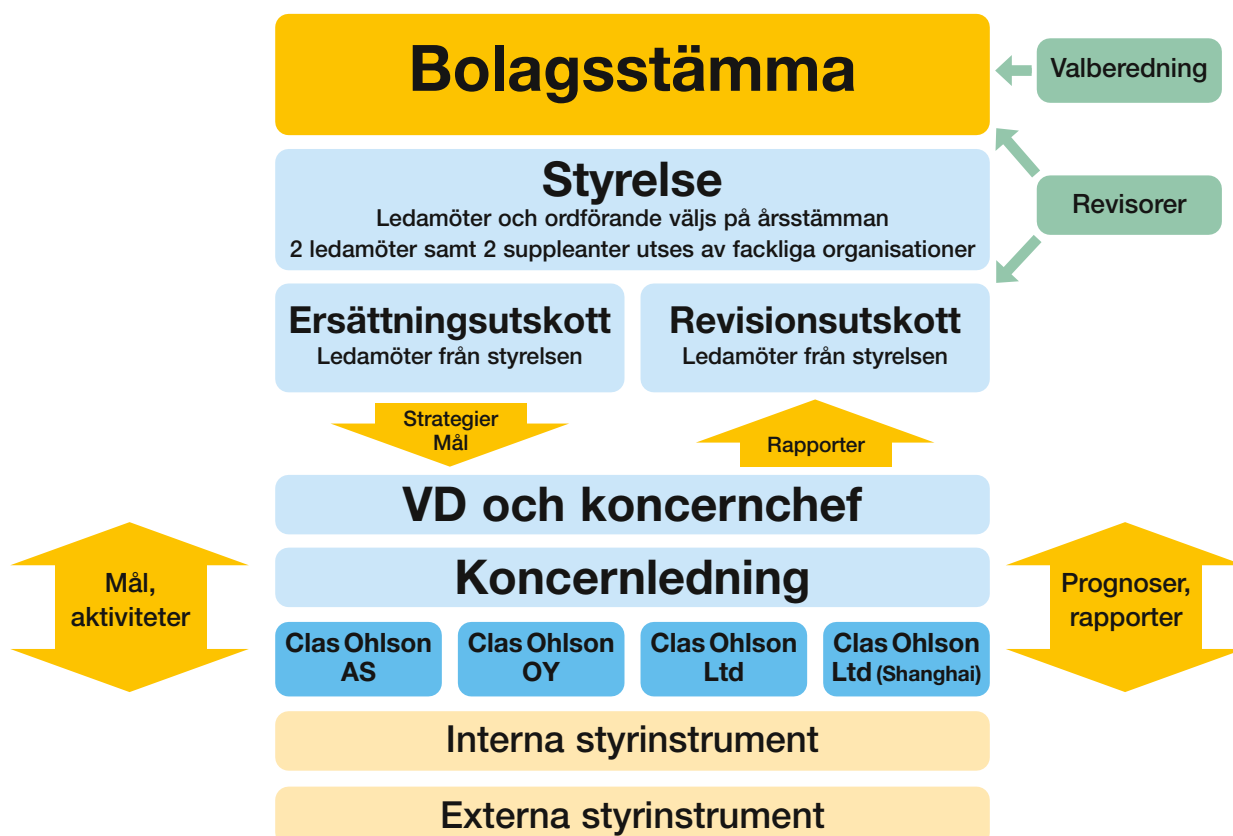 Bolagsstämma
Valberedning
Styrelse
Ledamöter och ordförande väljs på årsstämman
2 ledamöter samt 2 suppleanter utses av fackliga organisationer
Revisorer
Ersättningsutskott
Ledamöter från styrelsen
Revisionsutskott
Ledamöter från styrelsen
Strategier
Mål
Rapporter
VD och koncernchef
Koncernledning
Mål,
aktiviteter
Prognoser,
rapporter
Clas Ohlson
AS
Clas Ohlson
OY
Clas Ohlson
Ltd
Clas Ohlson
Ltd (Shanghai)
Interna styrinstrument
Externa styrinstrument